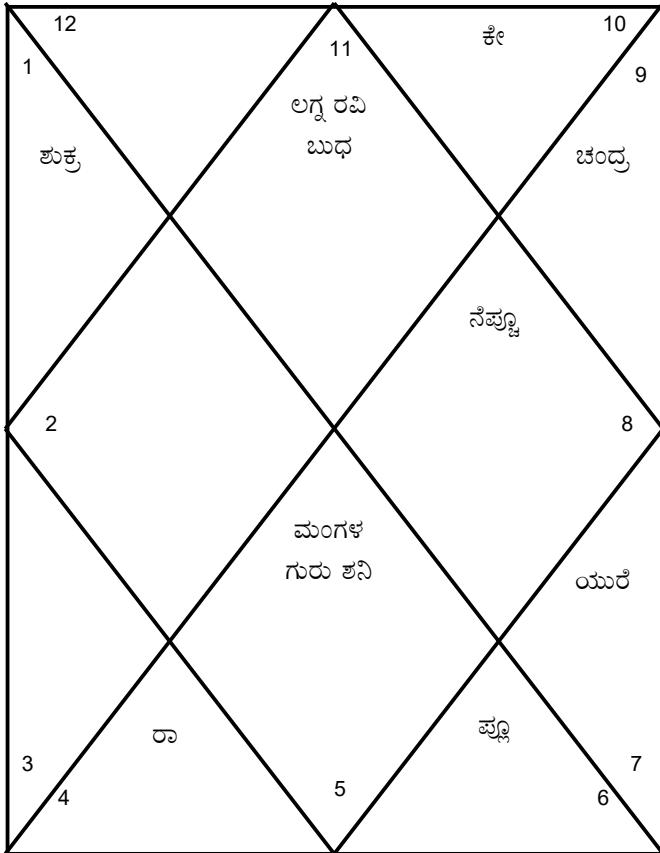 12
11
ಕೇ
10
1
9
ಲಗ್ನ ರವಿ
ಬುಧ
ಶುಕ್ರ
ಚಂದ್ರ
ನೆಪ್ಚೂ
2
8
ಮಂಗಳ
ಗುರು ಶನಿ
ಯುರೆ
ರಾ
ಪ್ಲೂ
3
7
4
5
6